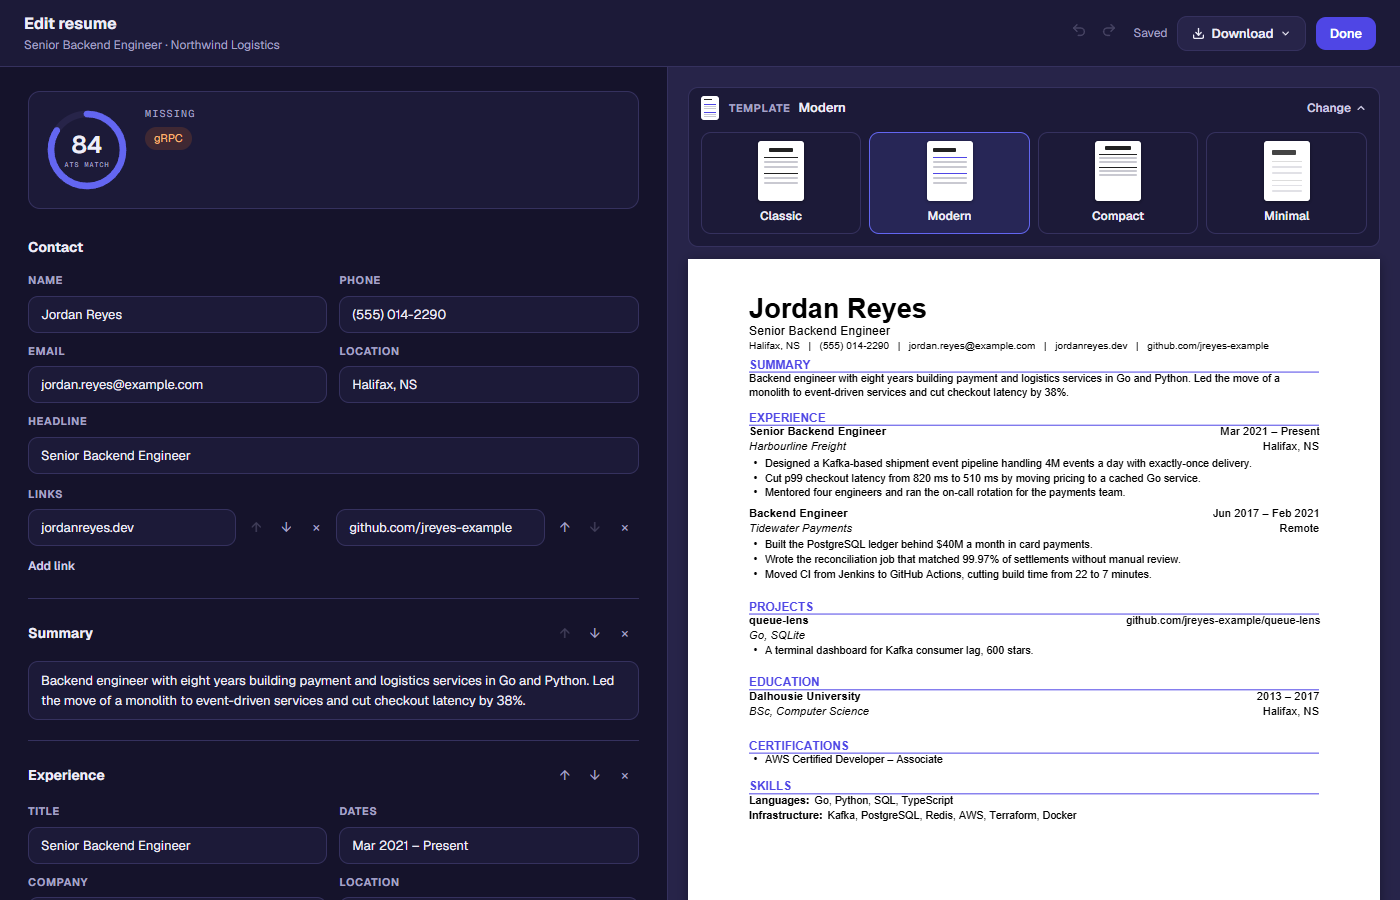 Edit resume
Senior Backend Engineer · Northwind Logistics
Saved
Download
Done
84
ATS MATCH
MISSING
gRPC
Contact
NAME
PHONE
Jordan Reyes
(555) 014-2290
EMAIL
LOCATION
jordan.reyes@example.com
Halifax, NS
HEADLINE
Senior Backend Engineer
LINKS
jordanreyes.dev
↑ ↓ ×
github.com/jreyes-example
↑ ↓ ×
Add link
Summary
↑ ↓ ×
Backend engineer with eight years building payment and logistics services in Go and Python. Led
the move of a monolith to event-driven services and cut checkout latency by 38%.
Experience
↑ ↓ ×
TITLE
DATES
Senior Backend Engineer
Mar 2021 – Present
COMPANY
LOCATION
TEMPLATE Modern
Change
Classic
Modern
Compact
Minimal
Jordan Reyes
Senior Backend Engineer
Halifax, NS | (555) 014-2290 | jordan.reyes@example.com | jordanreyes.dev | github.com/jreyes-example
SUMMARY
Backend engineer with eight years building payment and logistics services in Go and Python. Led the move of a
monolith to event-driven services and cut checkout latency by 38%.
EXPERIENCE
Senior Backend Engineer Mar 2021 – Present
Harbourline Freight Halifax, NS
• Designed a Kafka-based shipment event pipeline handling 4M events a day with exactly-once delivery.
• Cut p99 checkout latency from 820 ms to 510 ms by moving pricing to a cached Go service.
• Mentored four engineers and ran the on-call rotation for the payments team.
Backend Engineer Jun 2017 – Feb 2021
Tidewater Payments Remote
• Built the PostgreSQL ledger behind $40M a month in card payments.
• Wrote the reconciliation job that matched 99.97% of settlements without manual review.
• Moved CI from Jenkins to GitHub Actions, cutting build time from 22 to 7 minutes.
PROJECTS
queue-lens github.com/jreyes-example/queue-lens
Go, SQLite
• A terminal dashboard for Kafka consumer lag, 600 stars.
EDUCATION
Dalhousie University 2013 – 2017
BSc, Computer Science Halifax, NS
CERTIFICATIONS
• AWS Certified Developer – Associate
SKILLS
Languages: Go, Python, SQL, TypeScript
Infrastructure: Kafka, PostgreSQL, Redis, AWS, Terraform, Docker